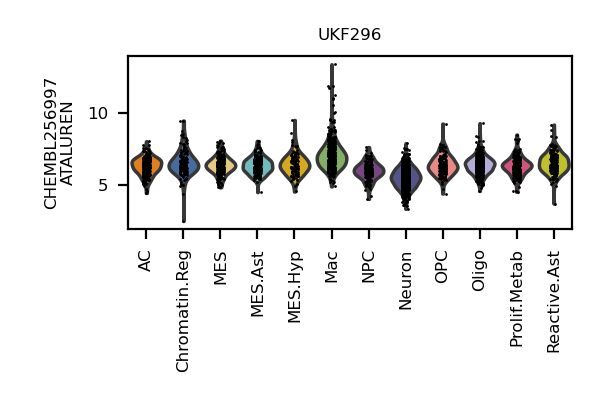 UKF296
CHEMBL256997
ATALUREN
10
5
AC
Chromatin.Reg
MES
MES.Ast
MES.Hyp
Mac
NPC
Neuron
OPC
Oligo
Prolif.Metab
Reactive.Ast